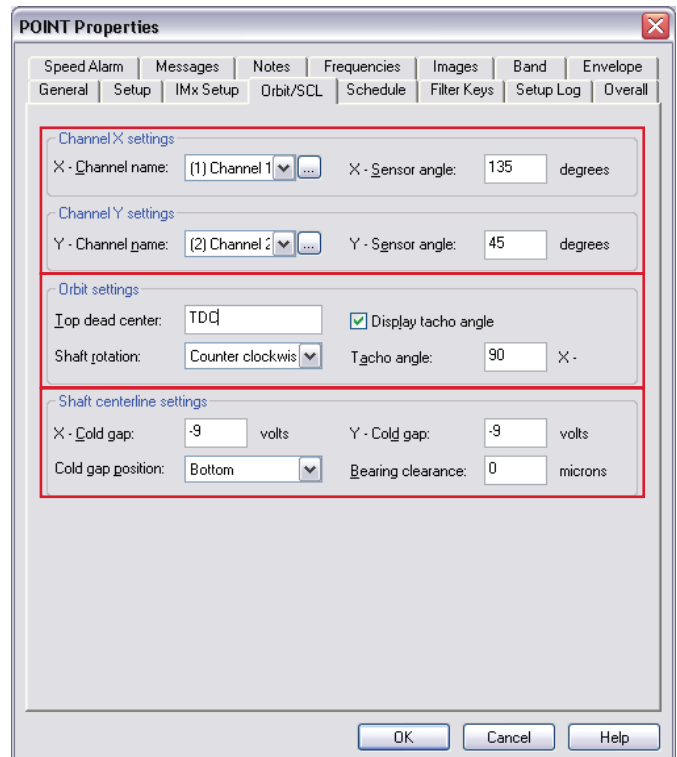 POINT Properties
Speed Alarm Messages Notes Frequencies Images Band Envelope
General Setup IMx Setup Orbit/SCL Schedule Filter Keys Setup Log Overall
Channel X settings
X - Channel name: (1) Channel 1 ... X - Sensor angle: 135 degrees
Channel Y settings
Y - Channel name: (2) Channel 2 ... Y - Sensor angle: 45 degrees
Orbit settings
Top dead center: TDC Display tacho angle
Shaft rotation: Counter clockwis Tacho angle: 90 X -
Shaft centerline settings
X - Cold gap: -9 volts Y - Cold gap: -9 volts
Cold gap position: Bottom Bearing clearance: 0 microns
OK Cancel Help